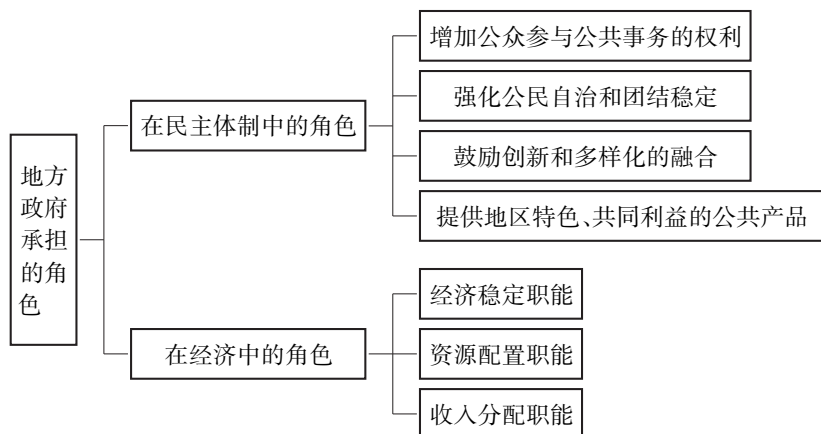 地方
政府
承担
的角
色
在民主体制中的角色
增加公众参与公共事务的权利
强化公民自治和团结稳定
鼓励创新和多样化的融合
提供地区特色、共同利益的公共产品
在经济中的角色
经济稳定职能
资源配置职能
收入分配职能